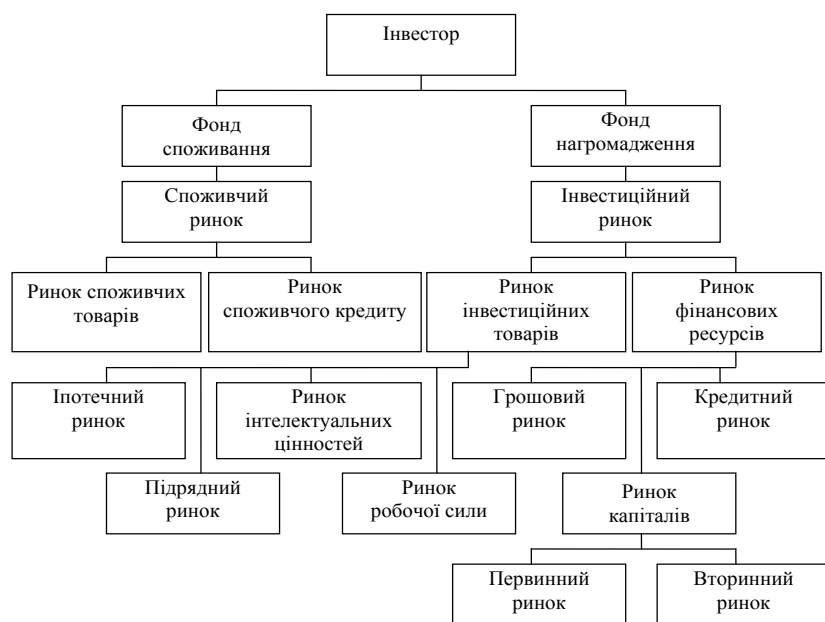 Інвестор
Фонд
споживання
Фонд
нагромадження
Споживчий
ринок
Інвестиційний
ринок
Ринок споживчих
товарів
Ринок
споживчого кредиту
Ринок
інвестиційних
товарів
Ринок
фінансових
ресурсів
Іпотечний
ринок
Ринок
інтелектуальних
цінностей
Грошовий
ринок
Кредитний
ринок
Підрядний
ринок
Ринок
робочої сили
Ринок
капіталів
Первинний
ринок
Вторинний
ринок